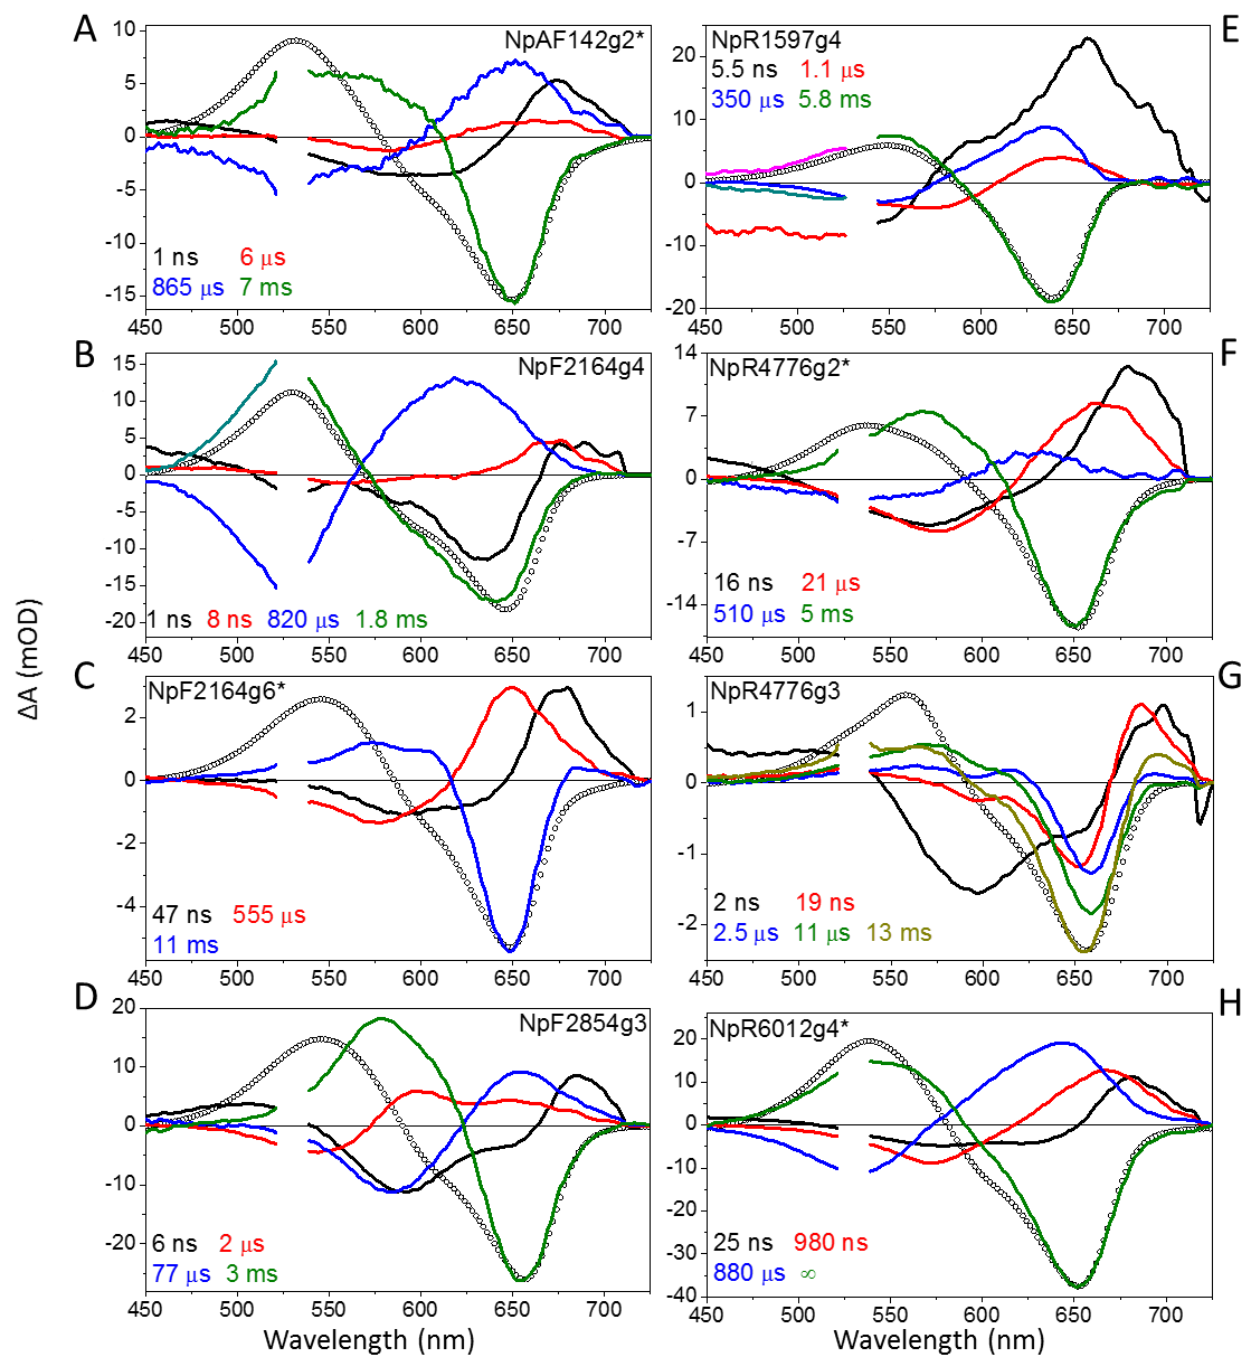 A
NpAF142g2*
10
5
0
-5
-10
-15
1 ns 6 μs
865 μs 7 ms
450 500 550 600 650 700
E
NpR1597g4
5.5 ns 1.1 μs
350 μs 5.8 ms
20
10
0
-10
-20
450 500 550 600 650 700
B
NpF2164g4
15
10
5
0
-5
-10
-15
-20
1 ns 8 ns 820 μs 1.8 ms
450 500 550 600 650 700
F
NpR4776g2*
14
7
0
-7
-14
16 ns 21 μs
510 μs 5 ms
450 500 550 600 650 700
ΔA (mOD)
C
NpF2164g6*
2
0
-2
-4
47 ns 555 μs
11 ms
450 500 550 600 650 700
G
NpR4776g3
1
0
-1
-2
2 ns 19 ns
2.5 μs 11 μs 13 ms
450 500 550 600 650 700
D
NpF2854g3
20
10
0
-10
-20
6 ns 2 μs
77 μs 3 ms
450 500 550 600 650 700
Wavelength (nm)
H
NpR6012g4*
20
10
0
-10
-20
-30
-40
25 ns 980 ns
880 μs ∞
450 500 550 600 650 700
Wavelength (nm)